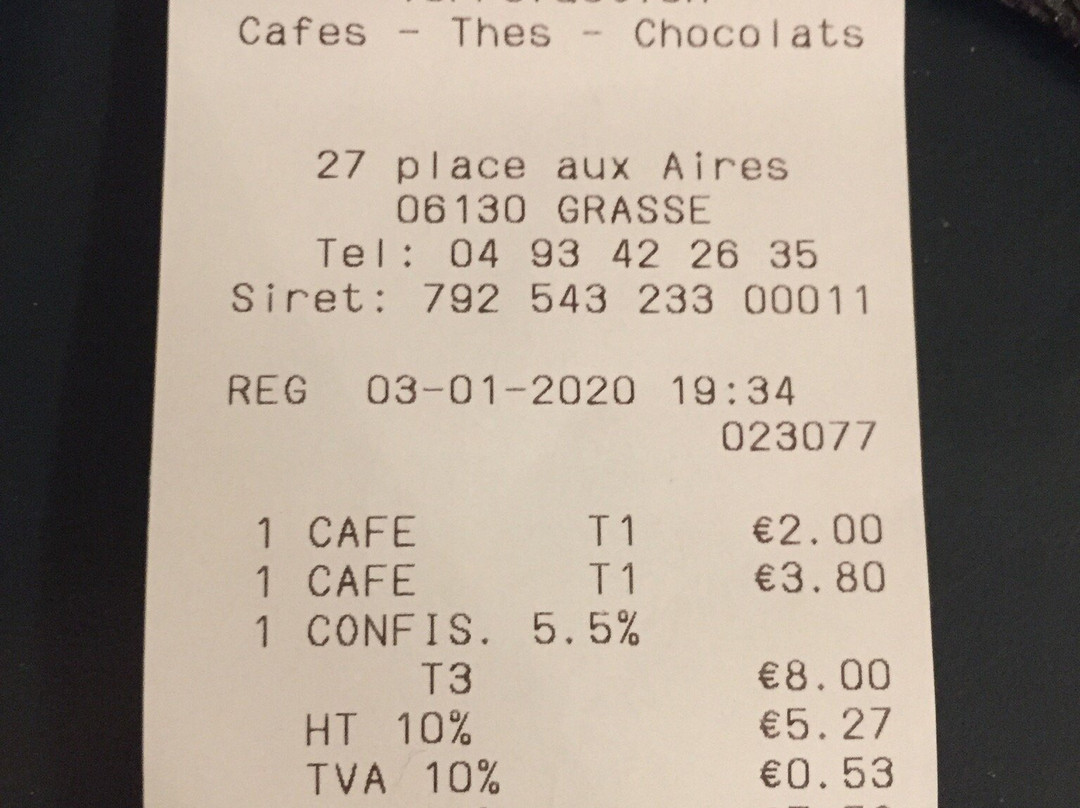 Cafes - Thes - Chocolats
27 place aux Aires
06130 GRASSE
Tel: 04 93 42 26 35
Siret: 792 543 233 00011
REG 03-01-2020 19:34
023077
1 CAFE T1 €2.00
1 CAFE T1 €3.80
1 CONFIS. 5.5%
T3 €8.00
HT 10% €5.27
TVA 10% €0.53